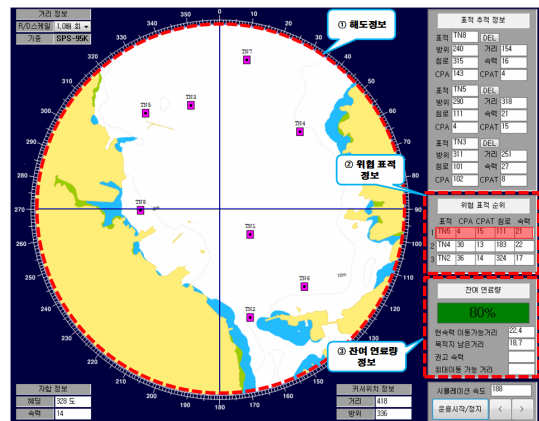 거리 정보
R/D스케일 1.0배 회
기종 SPS-95K
① 해도정보
② 위험 표적
정보
③ 잔여 연료량
정보
350
0
10
20
30
40
50
60
70
80
90
100
110
120
130
140
150
160
170
180
190
200
210
220
230
240
250
260
270
280
290
300
310
320
330
340
TN7
TN5
TN3
TN4
TN8
TN1
TN6
TN2
10m
표적 추적 정보
표적 TN8 DEL
방위 240 거리 154
침로 315 속력 16
CPA 143 CPAT 4
표적 TN5 DEL
방위 290 거리 318
침로 111 속력 21
CPA 4 CPAT 15
표적 TN3 DEL
방위 311 거리 251
침로 101 속력 27
CPA 102 CPAT 8
위험 표적 순위
표적 CPA CPAT 침로 속력
1 TN5 4 15 111 21
2 TN4 30 13 183 22
3 TN2 36 14 324 17
잔여 연료량
80%
현속력 이동가능거리 22,4
목적지 남은거리 18,7
권고 속력
최대이동 가능 거리
시뮬레이션 속도 188
운용시작/정지 < >
자함 정보
헤딩 328 도
속력 14
커서위치 정보
거리 418
방위 336